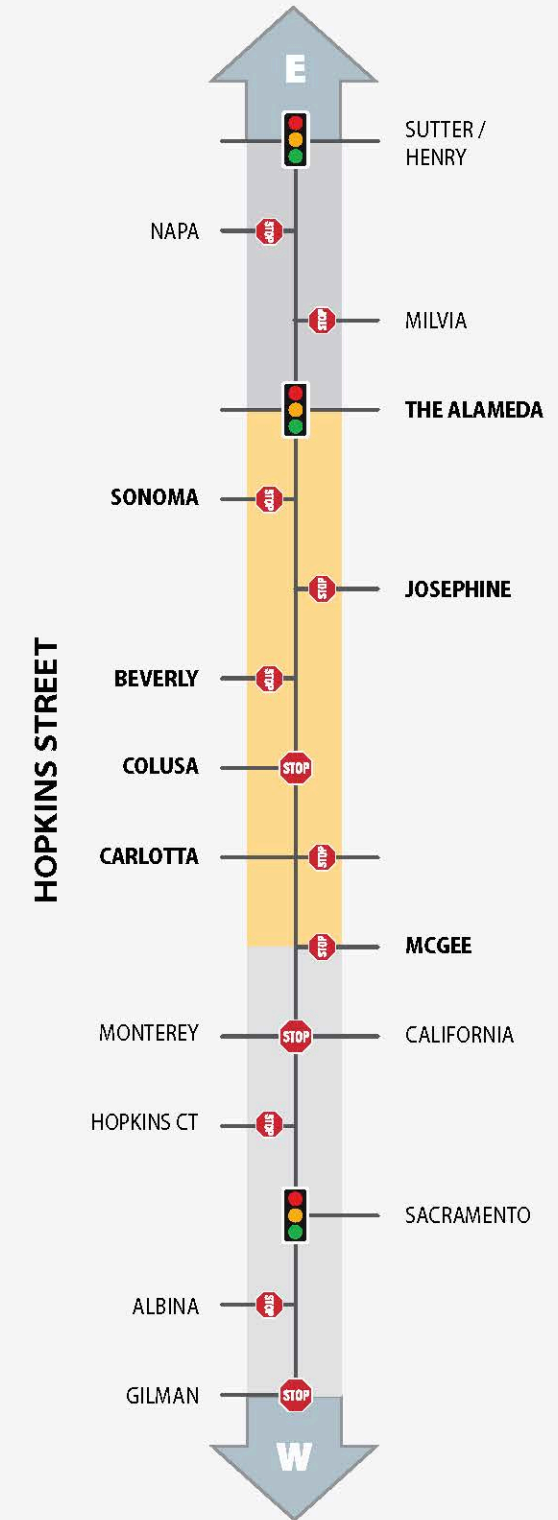 E
SUTTER /
HENRY
NAPA
STOP
STOP
MILVIA
THE ALAMEDA
SONOMA
STOP
STOP
JOSEPHINE
BEVERLY
STOP
HOPKINS STREET
COLUSA
STOP
CARLOTTA
STOP
STOP
MCGEE
MONTEREY
STOP
CALIFORNIA
HOPKINS CT
STOP
SACRAMENTO
ALBINA
STOP
GILMAN
STOP
W